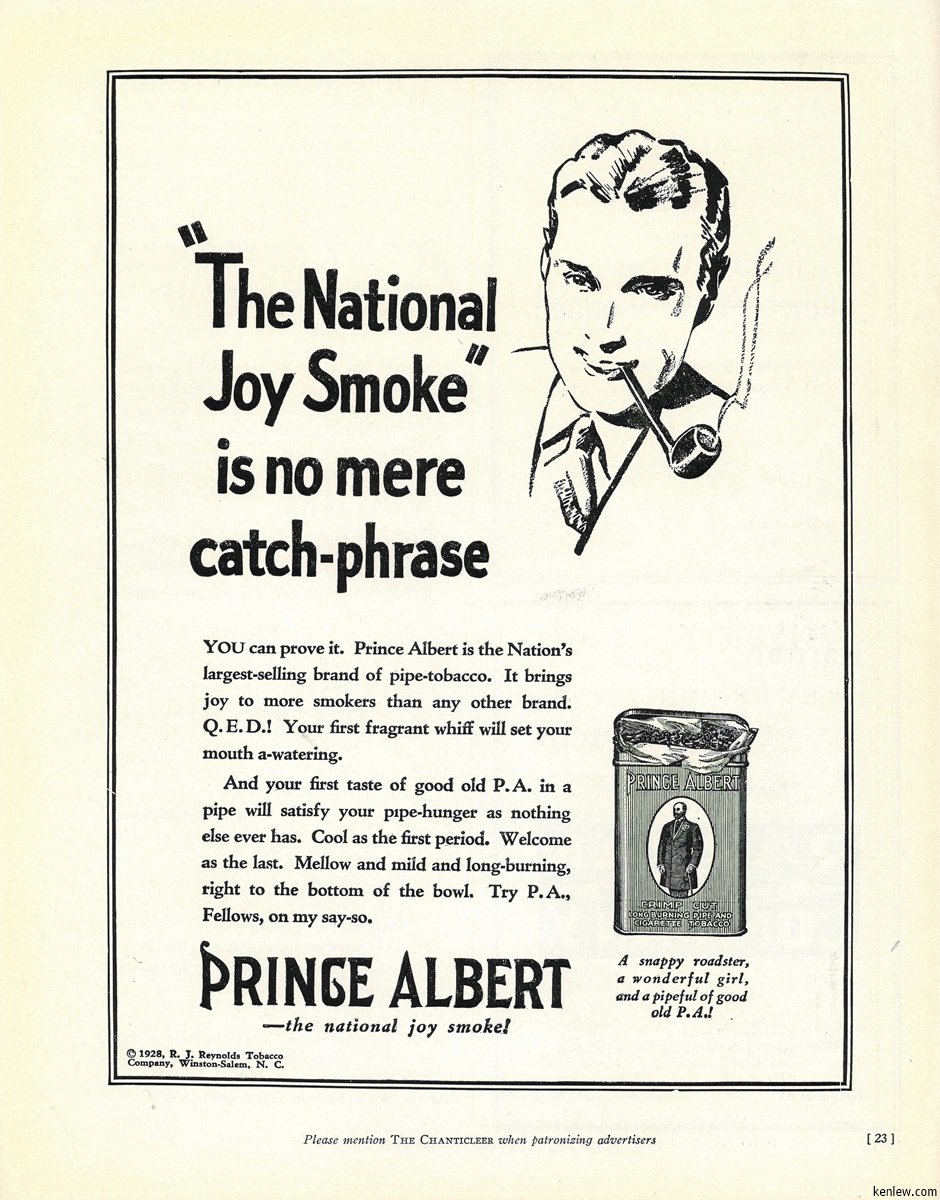 "The National
Joy Smoke"
is no mere
catch-phrase
YOU can prove it. Prince Albert is the Nation's
largest-selling brand of pipe-tobacco. It brings
joy to more smokers than any other brand.
Q.E.D.! Your first fragrant whiff will set your
mouth a-watering.
And your first taste of good old P.A. in a
pipe will satisfy your pipe-hunger as nothing
else ever has. Cool as the first period. Welcome
as the last. Mellow and mild and long-burning,
right to the bottom of the bowl. Try P.A.,
Fellows, on my say-so.
PRINCE ALBERT
—the national joy smoke!
PRINCE ALBERT
CRIMP CUT
LONG BURNING PIPE AND
CIGARETTE TOBACCO
A snappy roadster,
a wonderful girl,
and a pipeful of good
old P.A.!
© 1928, R. J. Reynolds Tobacco
Company, Winston-Salem, N. C.
Please mention THE CHANTICLEER when patronizing advertisers
[ 23 ]
kenlew.com